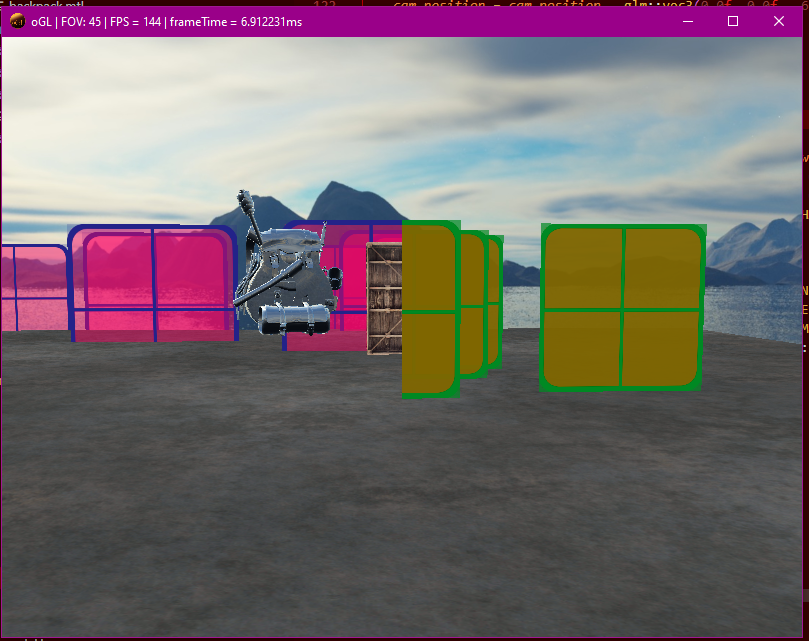 backpack.mtl
cam.position = cam.position
glm::vec3(0.0f, 0.0f
oGL | FOV: 45 | FPS = 144 | frameTime = 6.912231ms